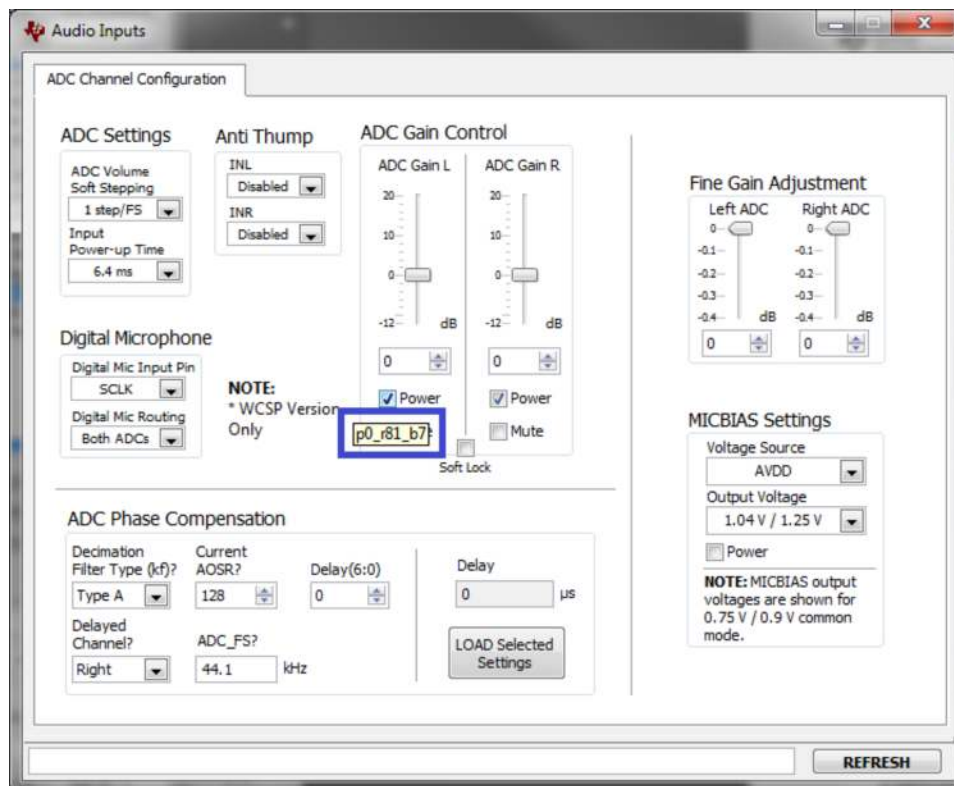 Audio Inputs
ADC Channel Configuration
ADC Settings
ADC Volume
Soft Stepping
1 step/FS
Input
Power-up Time
6.4 ms
Anti Thump
INL
Disabled
INR
Disabled
ADC Gain Control
ADC Gain L
20
10
0
-12
dB
0
Power
ADC Gain R
20
10
0
-12
dB
0
Power
Mute
p0_r81_b7
Soft Lock
Digital Microphone
Digital Mic Input Pin
SCLK
Digital Mic Routing
Both ADCs
NOTE:
* WCSP Version
Only
Fine Gain Adjustment
Left ADC
0
-0.1
-0.2
-0.3
-0.4
dB
0
Right ADC
0
-0.1
-0.2
-0.3
-0.4
dB
0
MICBIAS Settings
Voltage Source
AVDD
Output Voltage
1.04 V / 1.25 V
Power
NOTE: MICBIAS output
voltages are shown for
0.75 V / 0.9 V common
mode.
ADC Phase Compensation
Decimation
Filter Type (kf)?
Type A
Current
AOSR?
128
Delay(6:0)
0
Delayed
Channel?
Right
ADC_FS?
44.1 kHz
Delay
0 µs
LOAD Selected
Settings
REFRESH